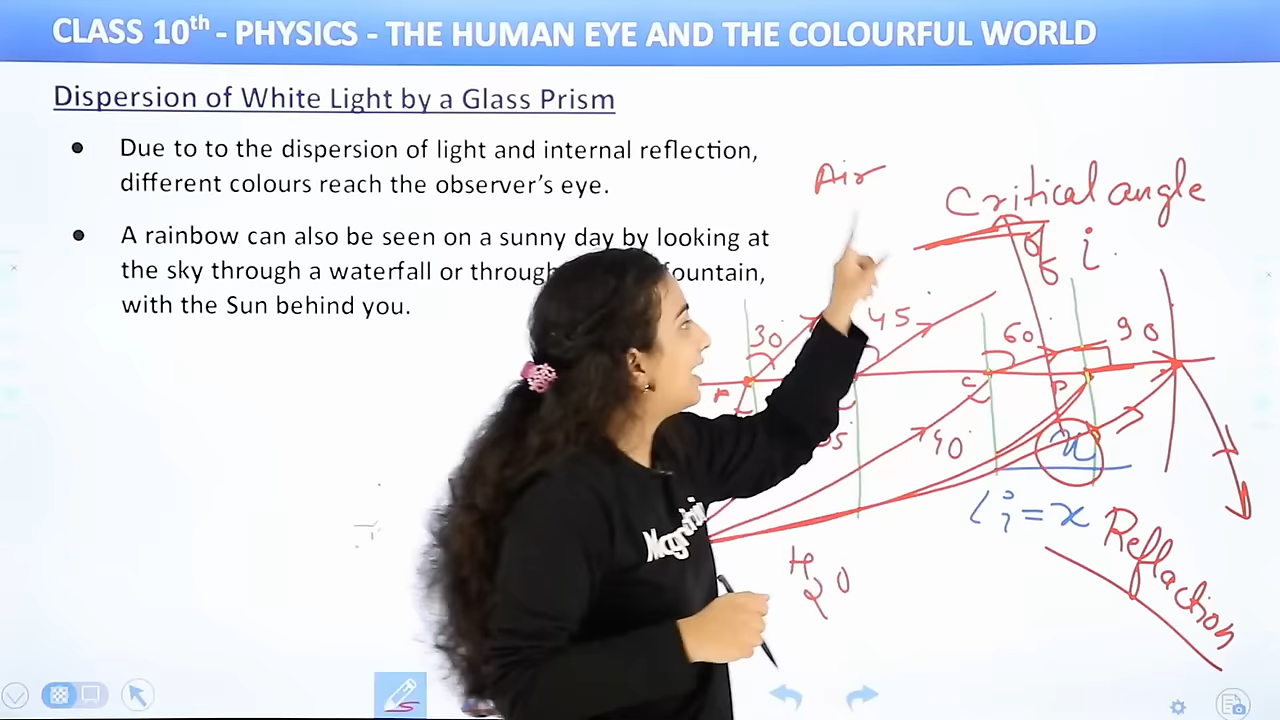 CLASS 10th - PHYSICS - THE HUMAN EYE AND THE COLOURFUL WORLD
Dispersion of White Light by a Glass Prism
● Due to to the dispersion of light and internal reflection,
different colours reach the observer's eye.
● A rainbow can also be seen on a sunny day by looking at
the sky through a waterfall or through fountain,
with the Sun behind you.
Air
Critical angle
i
30
45
60
90
A
C
P
40
x
∠i = x
Reflaction
H2O